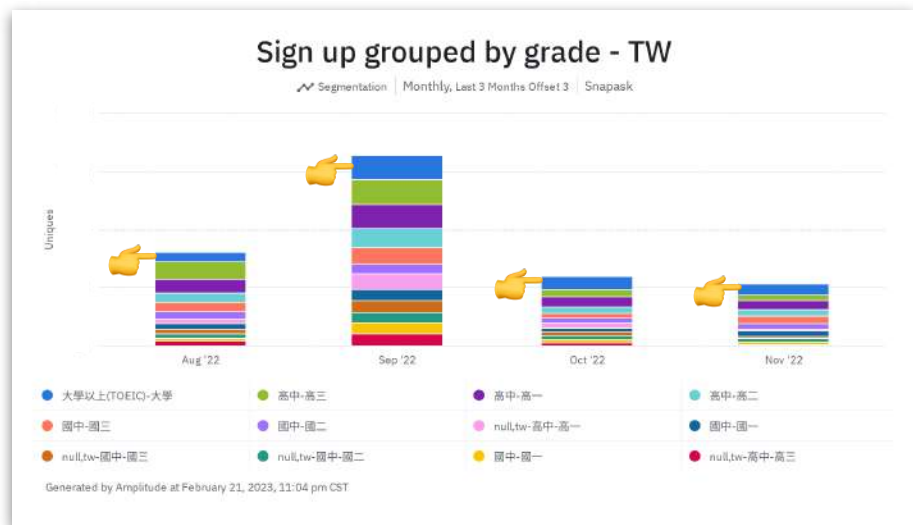 Sign up grouped by grade - TW
Segmentation Monthly, Last 3 Months Offset 3 Snapask
Uniques
Aug '22 Sep '22 Oct '22 Nov '22
大學以上(TOEIC)-大學 高中-高三 高中-高一 高中-高二
國中-國三 國中-國二 null,tw-高中-高一 國中-國一
null,tw-國中-國三 null,tw-國中-國二 國中-國一 null,tw-高中-高三
Generated by Amplitude at February 21, 2023, 11:04 pm CST